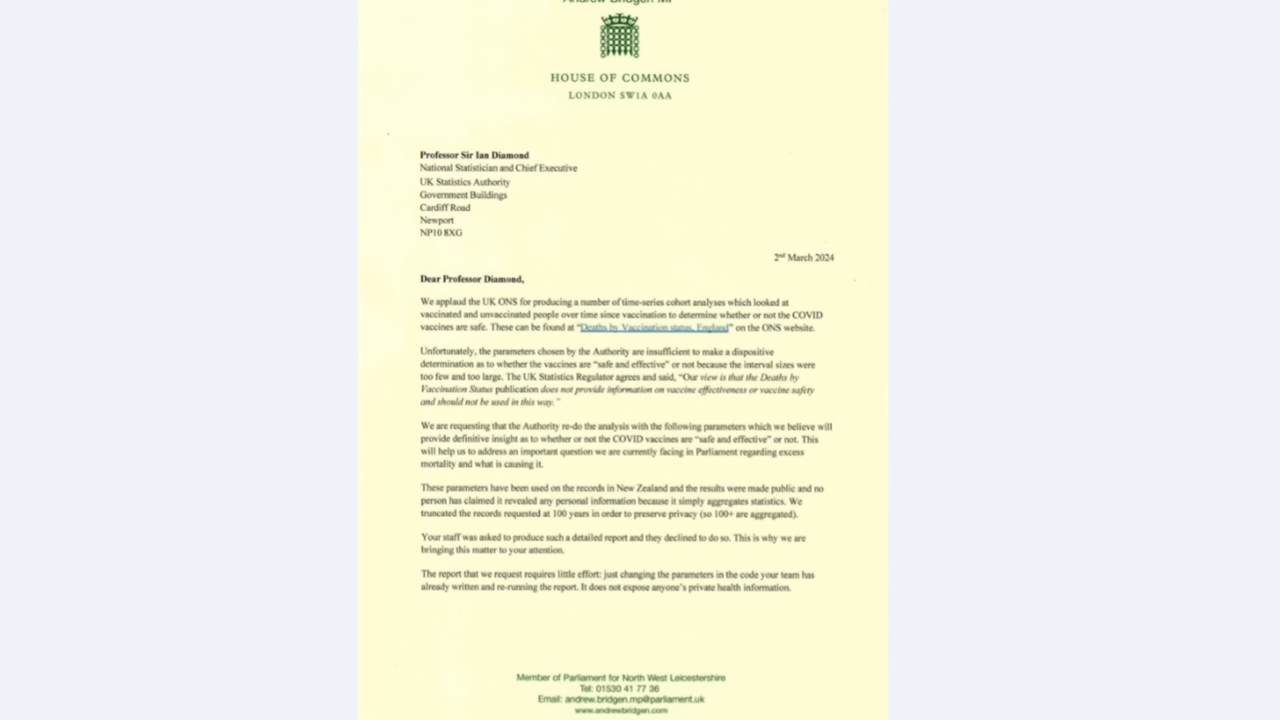 Andrew Bridgen MP
HOUSE OF COMMONS
LONDON SW1A 0AA
Professor Sir Ian Diamond
National Statistician and Chief Executive
UK Statistics Authority
Government Buildings
Cardiff Road
Newport
NP10 8XG
2nd March 2024
Dear Professor Diamond,
We applaud the UK ONS for producing a number of time-series cohort analyses which looked at
vaccinated and unvaccinated people over time since vaccination to determine whether or not the COVID
vaccines are safe. These can be found at “Deaths by Vaccination status, England” on the ONS website.
Unfortunately, the parameters chosen by the Authority are insufficient to make a dispositive
determination as to whether the vaccines are “safe and effective” or not because the interval sizes were
too few and too large. The UK Statistics Regulator agrees and said, “Our view is that the Deaths by
Vaccination Status publication does not provide information on vaccine effectiveness or vaccine safety
and should not be used in this way.”
We are requesting that the Authority re-do the analysis with the following parameters which we believe will
provide definitive insight as to whether or not the COVID vaccines are “safe and effective” or not. This
will help us to address an important question we are currently facing in Parliament regarding excess
mortality and what is causing it.
These parameters have been used on the records in New Zealand and the results were made public and no
person has claimed it revealed any personal information because it simply aggregates statistics. We
truncated the records requested at 100 years in order to preserve privacy (so 100+ are aggregated).
Your staff was asked to produce such a detailed report and they declined to do so. This is why we are
bringing this matter to your attention.
The report that we request requires little effort: just changing the parameters in the code your team has
already written and re-running the report. It does not expose anyone's private health information.
Member of Parliament for North West Leicestershire
Tel: 01530 41 77 36
Email: andrew.bridgen.mp@parliament.uk
www.andrewbridgen.com